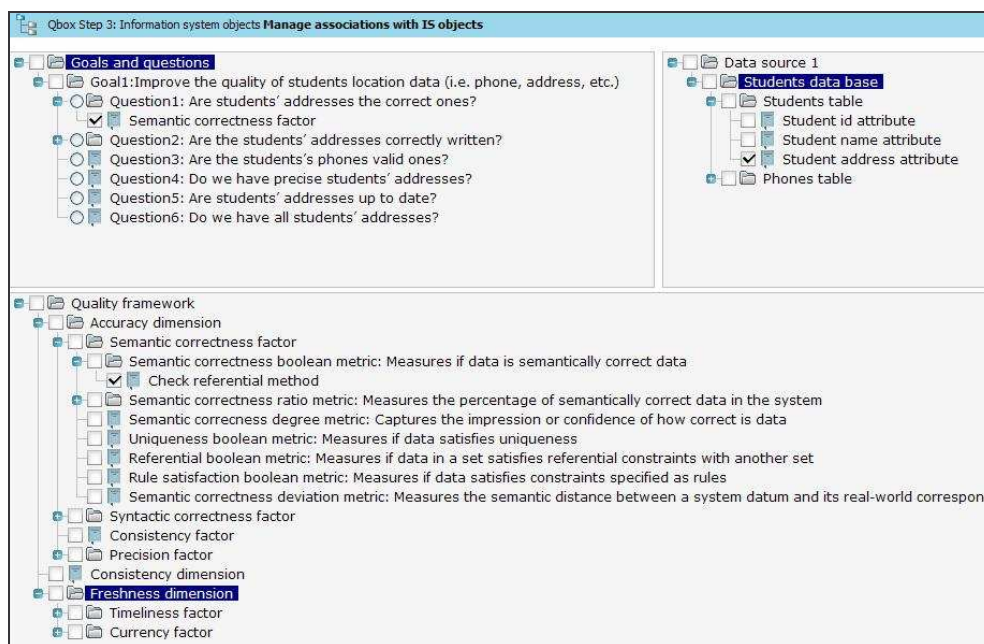 Qbox Step 3: Information system objects Manage associations with IS objects
Goals and questions
Goal1:Improve the quality of students location data (i.e. phone, address, etc.)
Question1: Are students' addresses the correct ones?
Semantic correctness factor
Question2: Are the students' addresses correctly written?
Question3: Are the students's phones valid ones?
Question4: Do we have precise students' addresses?
Question5: Are students' addresses up to date?
Question6: Do we have all students' addresses?
Data source 1
Students data base
Students table
Student id attribute
Student name attribute
Student address attribute
Phones table
Quality framework
Accuracy dimension
Semantic correctness factor
Semantic correctness boolean metric: Measures if data is semantically correct data
Check referential method
Semantic correctness ratio metric: Measures the percentage of semantically correct data in the system
Semantic correcness degree metric: Captures the impression or confidence of how correct is data
Uniqueness boolean metric: Measures if data satisfies uniqueness
Referential boolean metric: Measures if data in a set satisfies referential constraints with another set
Rule satisfaction boolean metric: Measures if data satisfies constraints specified as rules
Semantic correctness deviation metric: Measures the semantic distance between a system datum and its real-world correspon
Syntactic correctness factor
Consistency factor
Precision factor
Consistency dimension
Freshness dimension
Timeliness factor
Currency factor